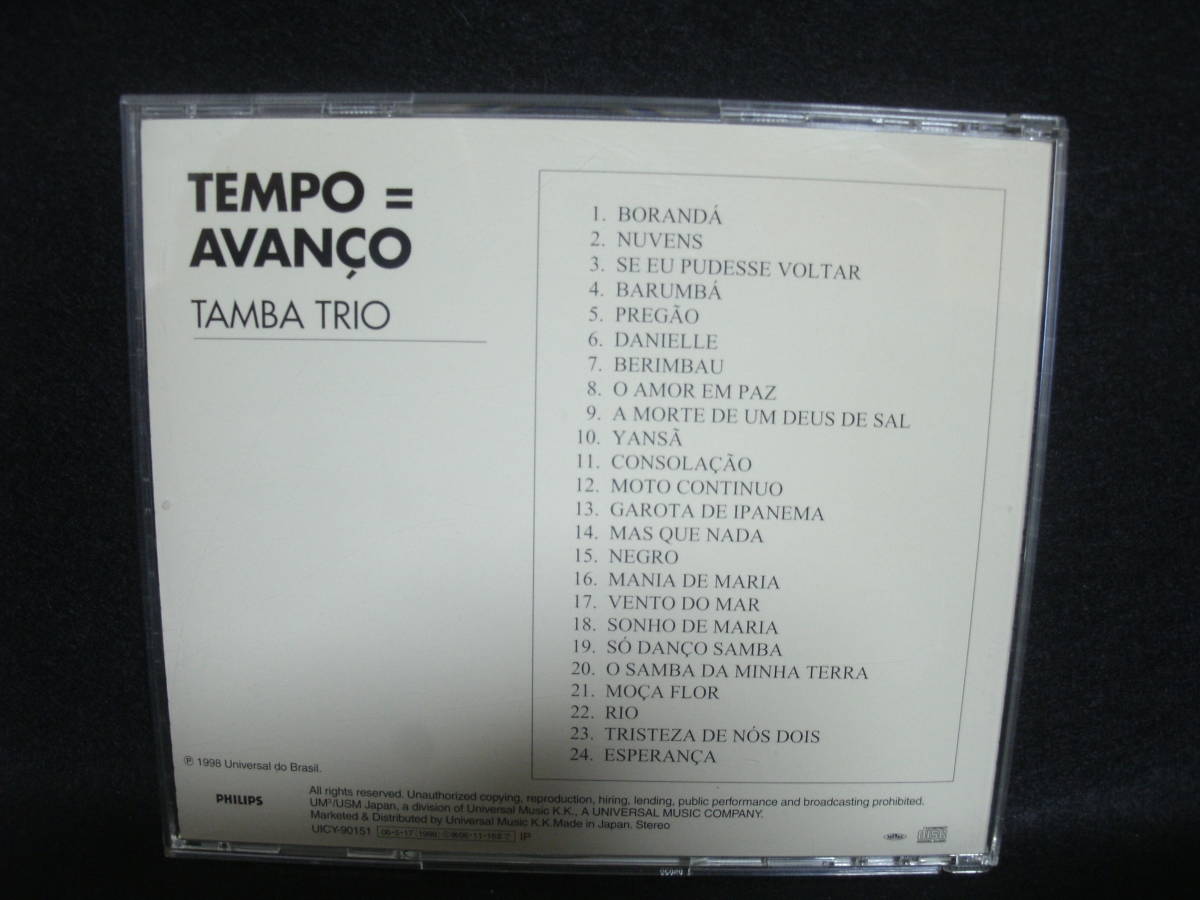 TEMPO =
AVANÇO
TAMBA TRIO
1. BORANDÁ
2. NUVENS
3. SE EU PUDESSE VOLTAR
4. BARUMBÁ
5. PREGÃO
6. DANIELLE
7. BERIMBAU
8. O AMOR EM PAZ
9. A MORTE DE UM DEUS DE SAL
10. YANSÃ
11. CONSOLAÇÃO
12. MOTO CONTINUO
13. GAROTA DE IPANEMA
14. MAS QUE NADA
15. NEGRO
16. MANIA DE MARIA
17. VENTO DO MAR
18. SONHO DE MARIA
19. SÓ DANÇO SAMBA
20. O SAMBA DA MINHA TERRA
21. MOÇA FLOR
22. RIO
23. TRISTEZA DE NÓS DOIS
24. ESPERANÇA
℗ 1998 Universal do Brasil.
PHILIPS
All rights reserved. Unauthorized copying, reproduction, hiring, lending, public performance and broadcasting prohibited.
UM³/USM Japan, a division of Universal Music K.K., A UNIVERSAL MUSIC COMPANY.
Marketed & Distributed by Universal Music K.K.Made in Japan. Stereo
UICY-90151 IP